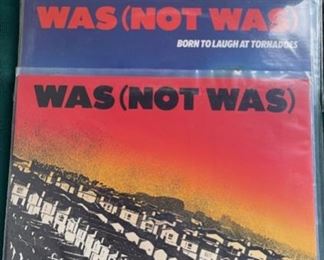 WAS (NOT WAS)
BORN TO LAUGH AT TORNADOES
WAS (NOT WAS)